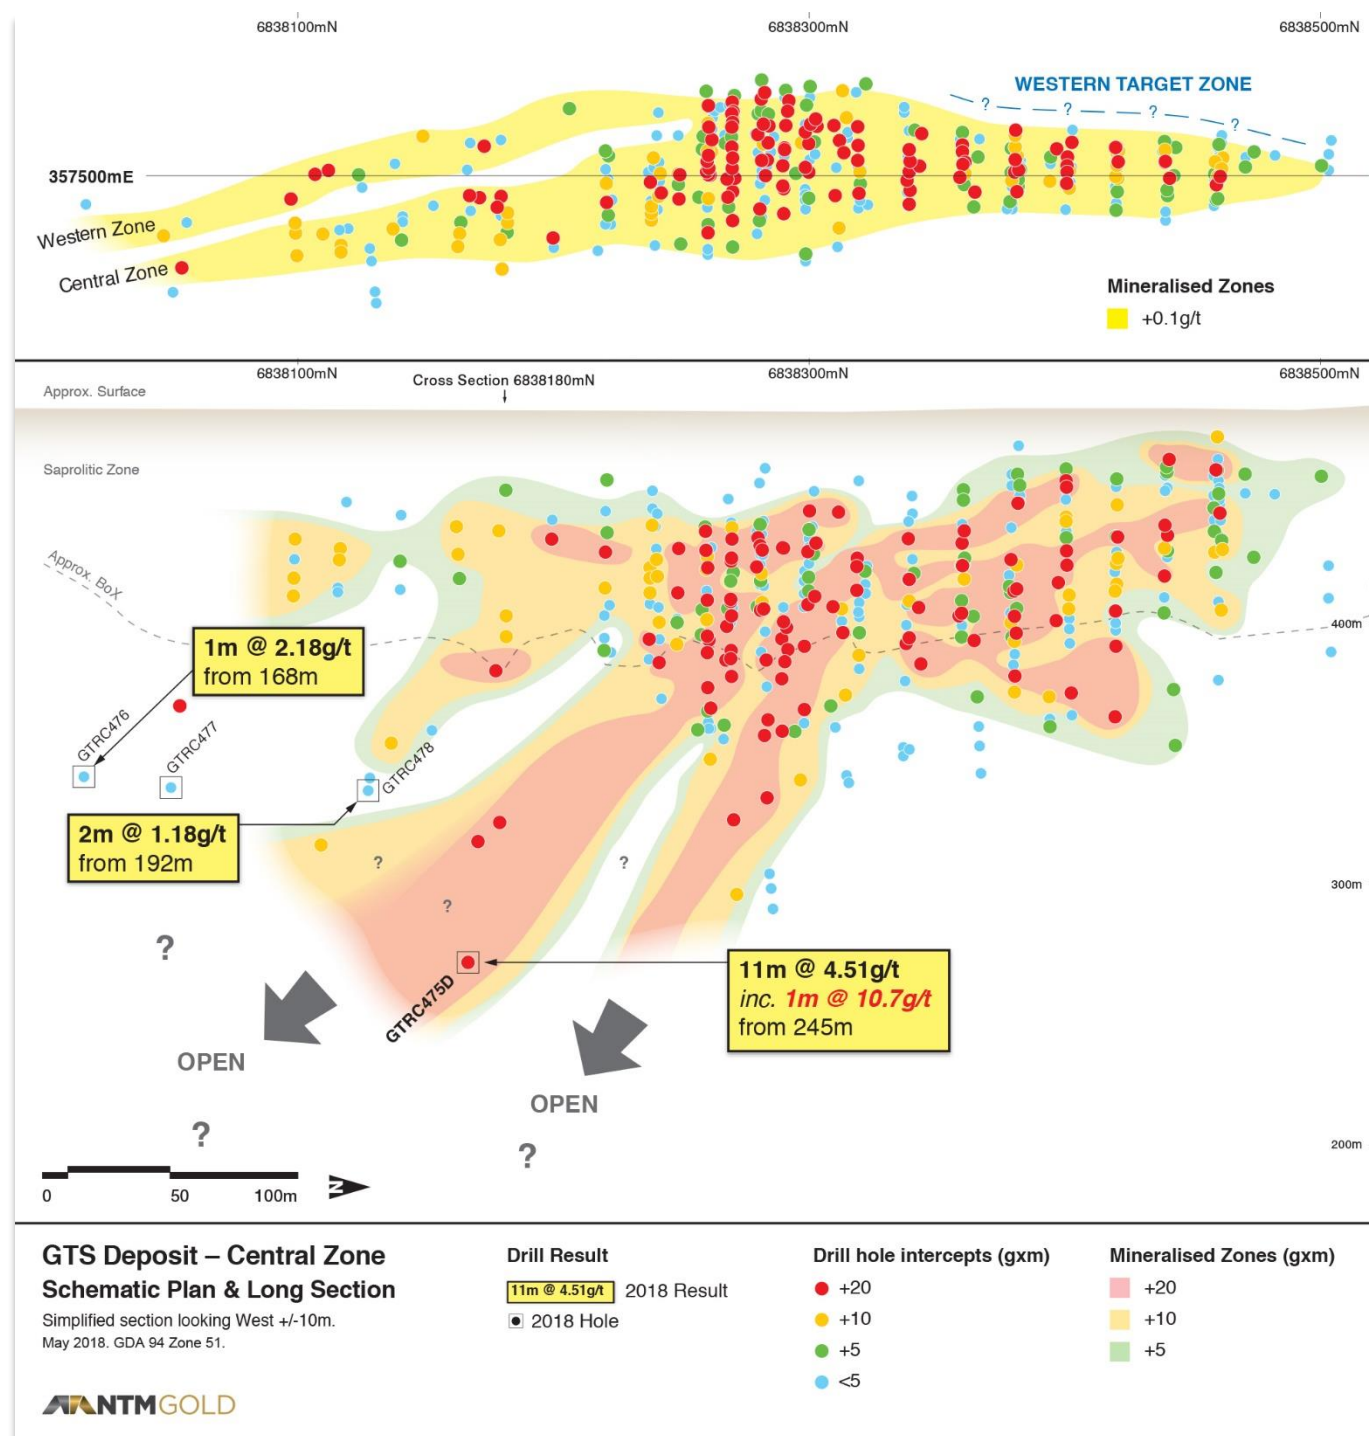 6838100mN 6838300mN 6838500mN
WESTERN TARGET ZONE
? ? ? ?
357500mE
Western Zone
Central Zone
Mineralised Zones
+0.1g/t
6838100mN Cross Section 6838180mN 6838300mN 6838500mN
Approx. Surface
Saprolitic Zone
Approx. BoX
400m
1m @ 2.18g/t
from 168m
GTRC476
GTRC477
GTRC478
2m @ 1.18g/t
from 192m
? ?
300m
?
?
11m @ 4.51g/t
inc. 1m @ 10.7g/t
from 245m
GTRC475D
OPEN
OPEN
?
?
200m
0 50 100m
N
GTS Deposit – Central Zone
Schematic Plan & Long Section
Simplified section looking West +/-10m.
May 2018. GDA 94 Zone 51.
NTMGOLD
Drill Result
11m @ 4.51g/t 2018 Result
2018 Hole
Drill hole intercepts (gxm)
+20
+10
+5
<5
Mineralised Zones (gxm)
+20
+10
+5